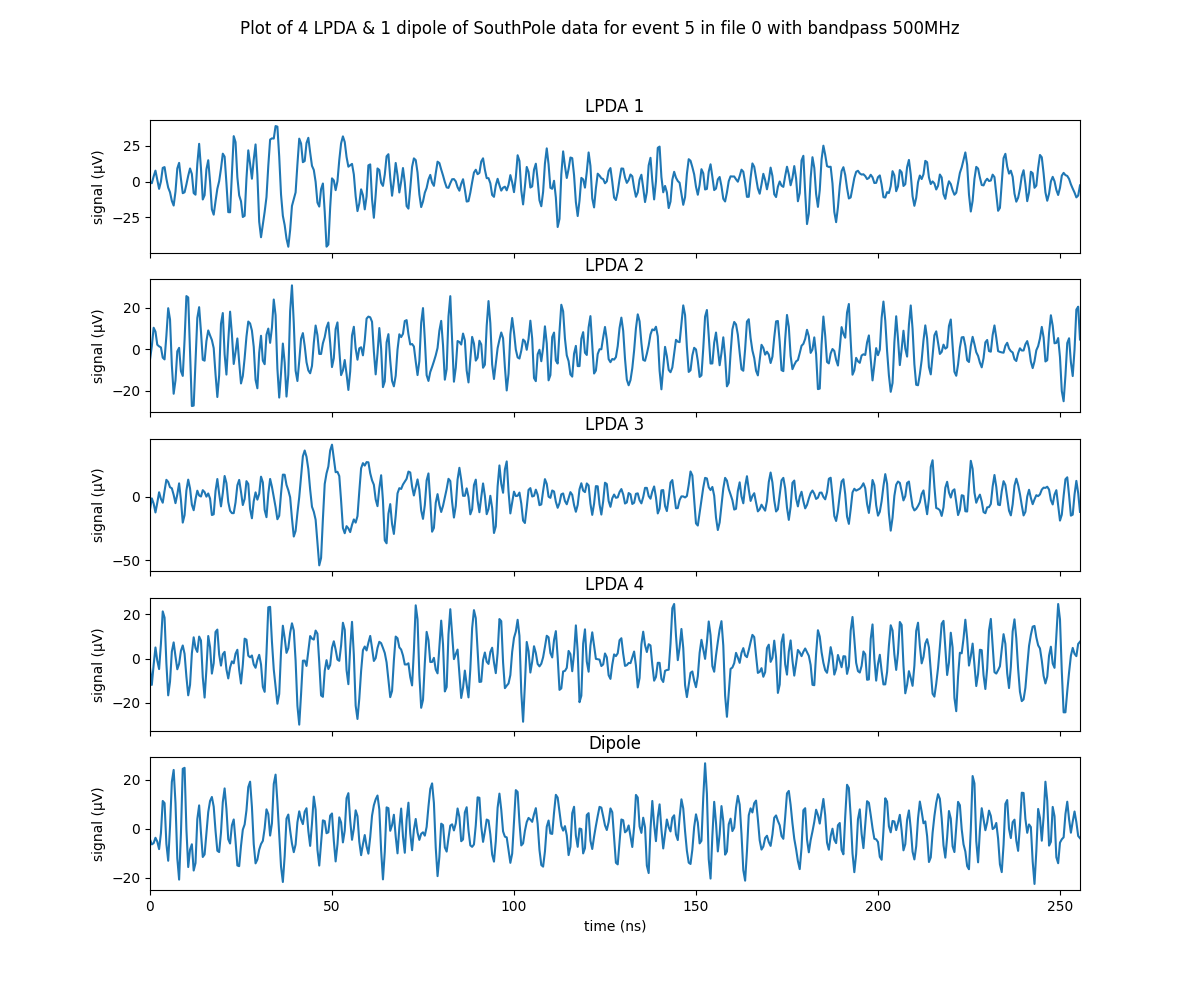 Plot of 4 LPDA & 1 dipole of SouthPole data for event 5 in file 0 with bandpass 500MHz
LPDA 1
signal (μV)
25
0
−25
LPDA 2
signal (μV)
20
0
−20
LPDA 3
signal (μV)
0
−50
LPDA 4
signal (μV)
20
0
−20
Dipole
signal (μV)
20
0
−20
0 50 100 150 200 250
time (ns)